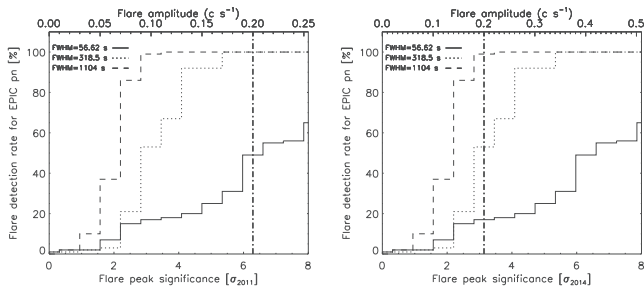 Flare amplitude (c s⁻¹)
0.00 0.05 0.10 0.15 0.20 0.25
FWHM=56.62 s
FWHM=318.5 s
FWHM=1104 s
Flare detection rate for EPIC pn [%]
100
80
60
40
20
0
0 2 4 6 8
Flare peak significance [σ₂₀₁₁]
Flare amplitude (c s⁻¹)
0.0 0.1 0.2 0.3 0.4 0.5
FWHM=56.62 s
FWHM=318.5 s
FWHM=1104 s
Flare detection rate for EPIC pn [%]
100
80
60
40
20
0
0 2 4 6 8
Flare peak significance [σ₂₀₁₄]